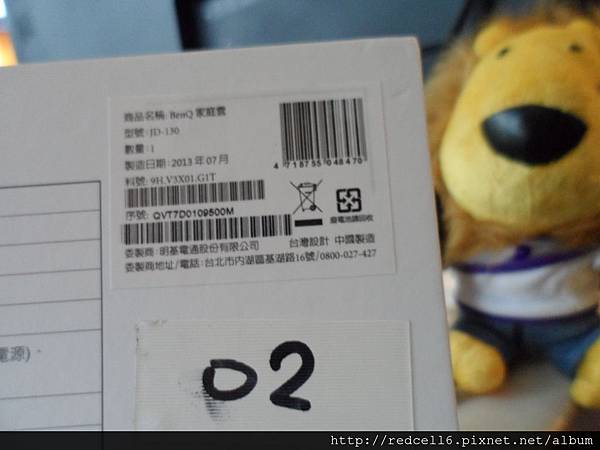 商品名稱: BenQ 家庭雲
型號: JD-130
數量: 1
製造日期: 2013 年 07 月
4 718755 048470
料號: 9H.V3X01.G1T
序號: QVT7D0109500M
廢電池請回收
委製商: 明基電通股份有限公司 台灣設計 中國製造
委製商地址/電話: 台北市內湖區基湖路16號/0800-027-427
電源)
02
http://redcell6.pixnet.net/album